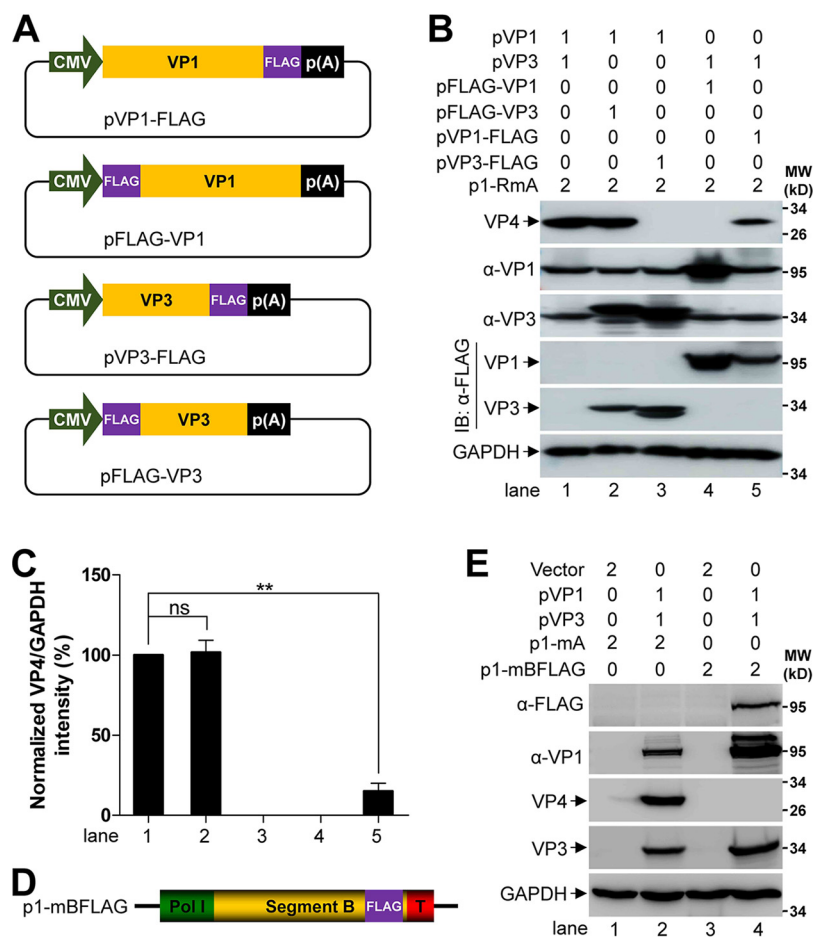 A
CMV VP1 FLAG p(A)
pVP1-FLAG
CMV FLAG VP1 p(A)
pFLAG-VP1
CMV VP3 FLAG p(A)
pVP3-FLAG
CMV FLAG VP3 p(A)
pFLAG-VP3
B
pVP1 1 1 1 0 0
pVP3 1 0 0 1 1
pFLAG-VP1 0 0 0 1 0
pFLAG-VP3 0 1 0 0 0
pVP1-FLAG 0 0 0 0 1
pVP3-FLAG 0 0 1 0 0
p1-RmA 2 2 2 2 2
MW
(kD)
VP4 34
26
α-VP1 95
α-VP3 34
IB: α-FLAG
VP1 95
VP3 34
GAPDH
34
lane 1 2 3 4 5
C
Normalized VP4/GAPDH
intensity (%)
150
100
50
0
ns
**
lane 1 2 3 4 5
D
p1-mBFLAG Pol I Segment B FLAG T
E
Vector 2 0 2 0
pVP1 0 1 0 1
pVP3 0 1 0 1
p1-mA 2 2 0 0
p1-mBFLAG 0 0 2 2
MW
(kD)
α-FLAG 95
α-VP1 95
VP4 34
26
VP3 34
GAPDH
34
lane 1 2 3 4